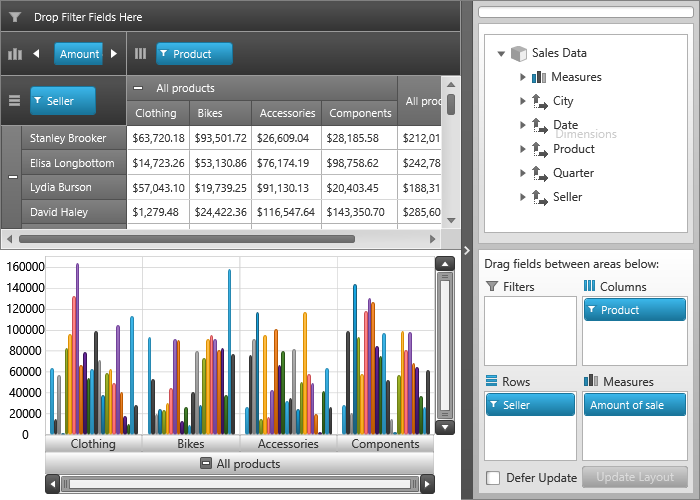 Drop Filter Fields Here
Amount
Product
Seller
All products
Clothing Bikes Accessories Components
All proc
Stanley Brooker $63,720.18 $93,501.72 $26,609.04 $28,185.58 $212,01
Elisa Longbottom $14,723.26 $53,130.86 $76,174.19 $98,758.62 $242,78
Lydia Burson $57,043.10 $19,739.25 $91,130.13 $20,403.45 $188,31
David Haley $1,279.48 $24,422.36 $116,547.64 $143,350.70 $285,60
160000
140000
120000
100000
80000
60000
40000
20000
0
Clothing Bikes Accessories Components
All products
Sales Data
Measures
City
Date
Dimensions
Product
Quarter
Seller
Drag fields between areas below:
Filters
Columns
Product
Rows
Measures
Seller
Amount of sale
Defer Update
Update Layout